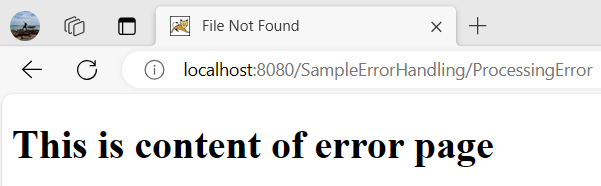 File Not Found
localhost:8080/SampleErrorHandling/ProcessingError
This is content of error page